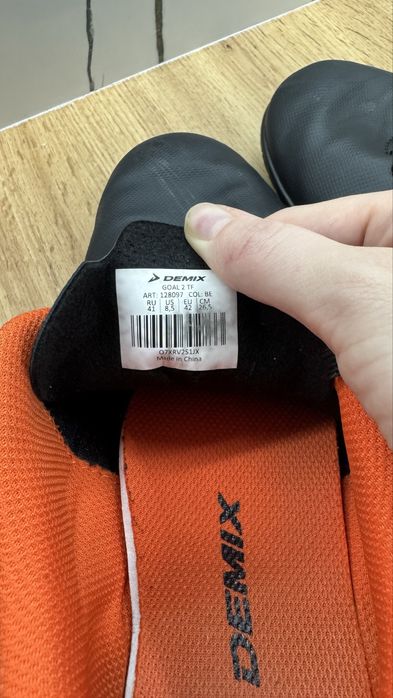 DEMIX
GOAL 2 TF
ART: 128097 COL: BE
RU US EU CM
41 8,5 42 26,5
O7XRV2S1JX
Made in China
DEMIX